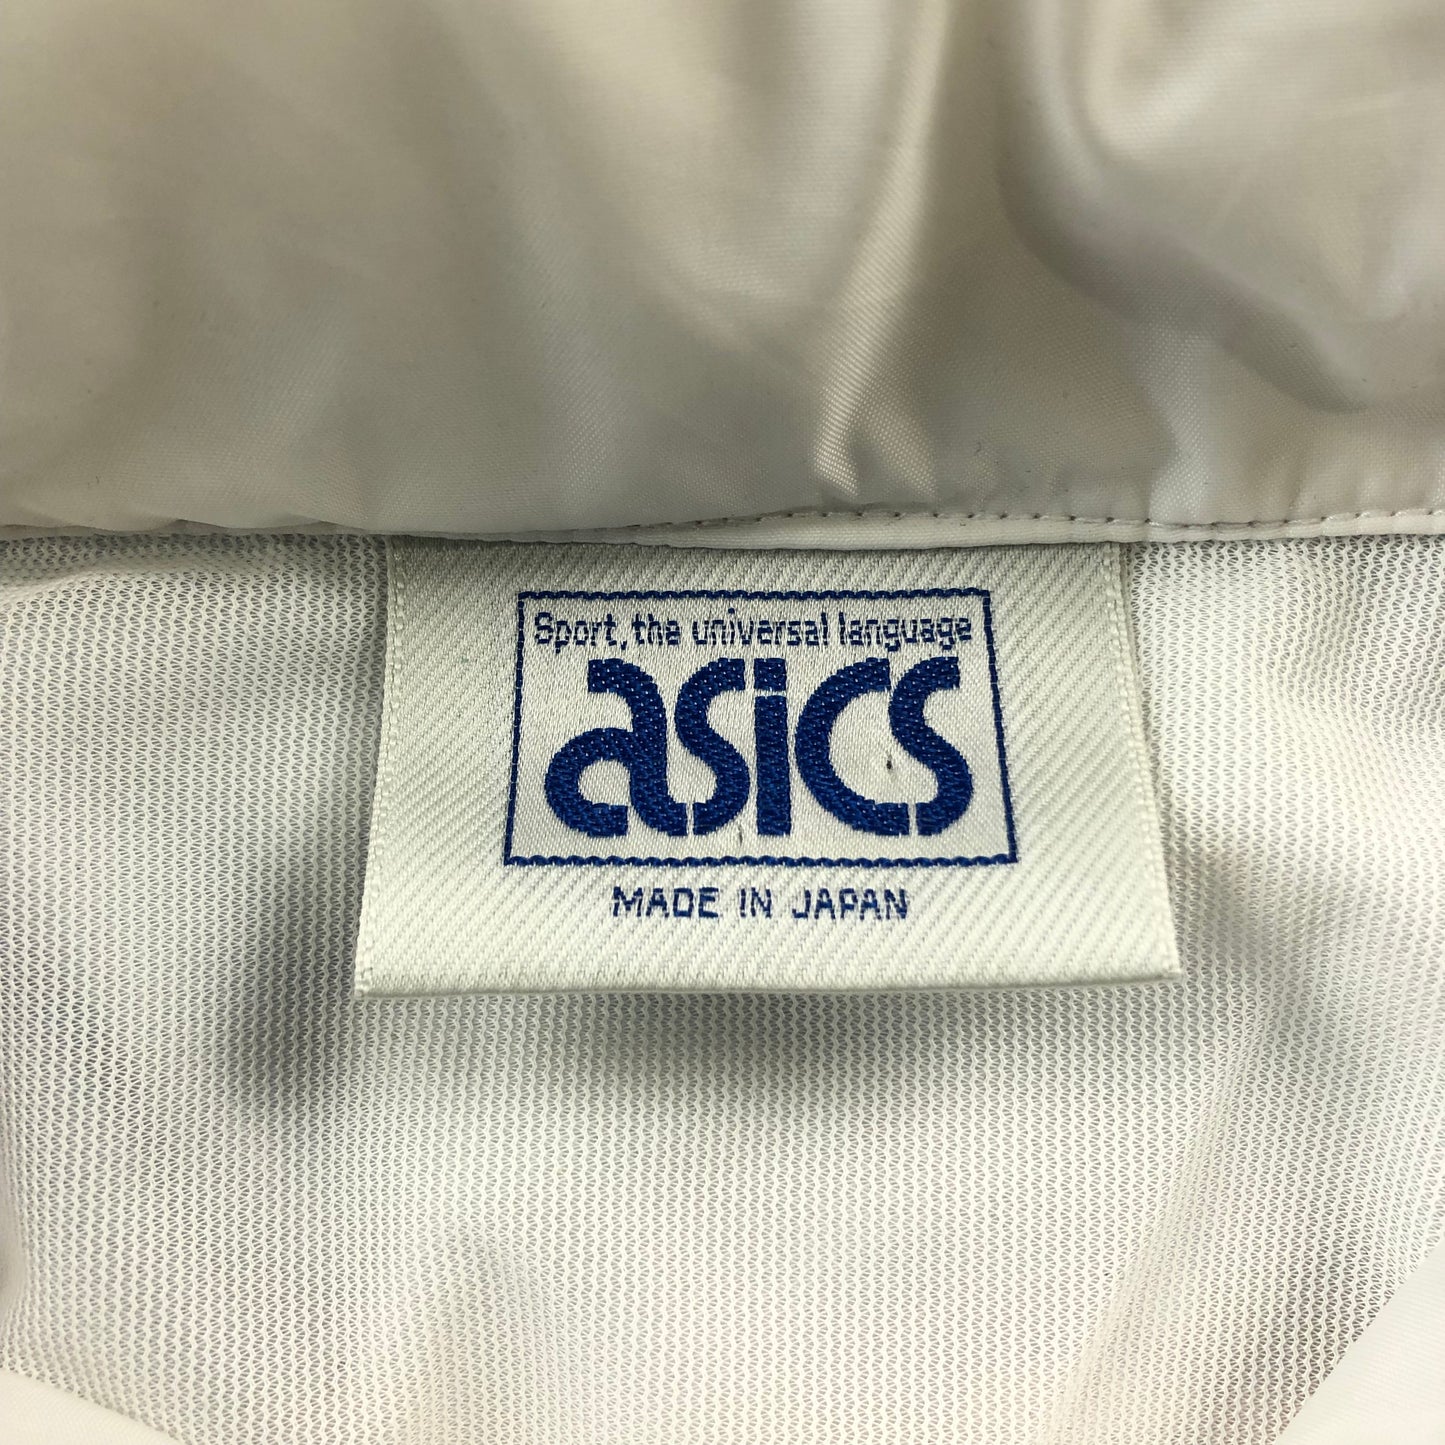 Sport, the universal language
asics
MADE IN JAPAN